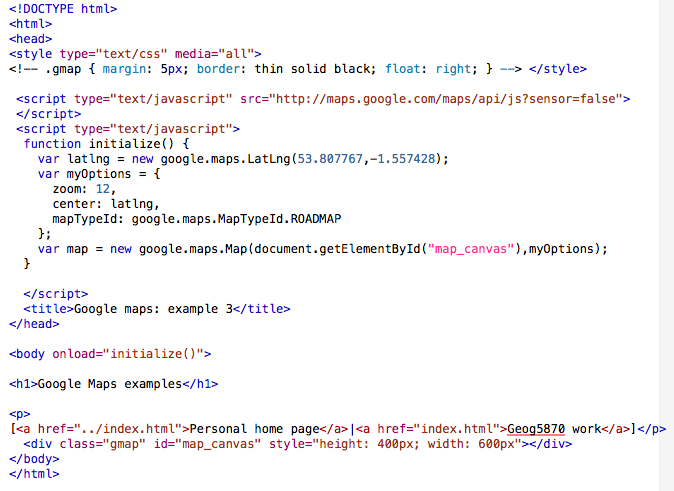 <!DOCTYPE html>
<html>
<head>
<style type="text/css" media="all">
<!-- .gmap { margin: 5px; border: thin solid black; float: right; } --> </style>
<script type="text/javascript" src="http://maps.google.com/maps/api/js?sensor=false">
</script>
<script type="text/javascript">
function initialize() {
var latlng = new google.maps.LatLng(53.807767,-1.557428);
var myOptions = {
zoom: 12,
center: latlng,
mapTypeId: google.maps.MapTypeId.ROADMAP
};
var map = new google.maps.Map(document.getElementById("map_canvas"),myOptions);
}
</script>
<title>Google maps: example 3</title>
</head>
<body onload="initialize()">
<h1>Google Maps examples</h1>
<p>
[<a href="../index.html">Personal home page</a>|<a href="index.html">Geog5870 work</a>]</p>
<div class="gmap" id="map_canvas" style="height: 400px; width: 600px"></div>
</body>
</html>